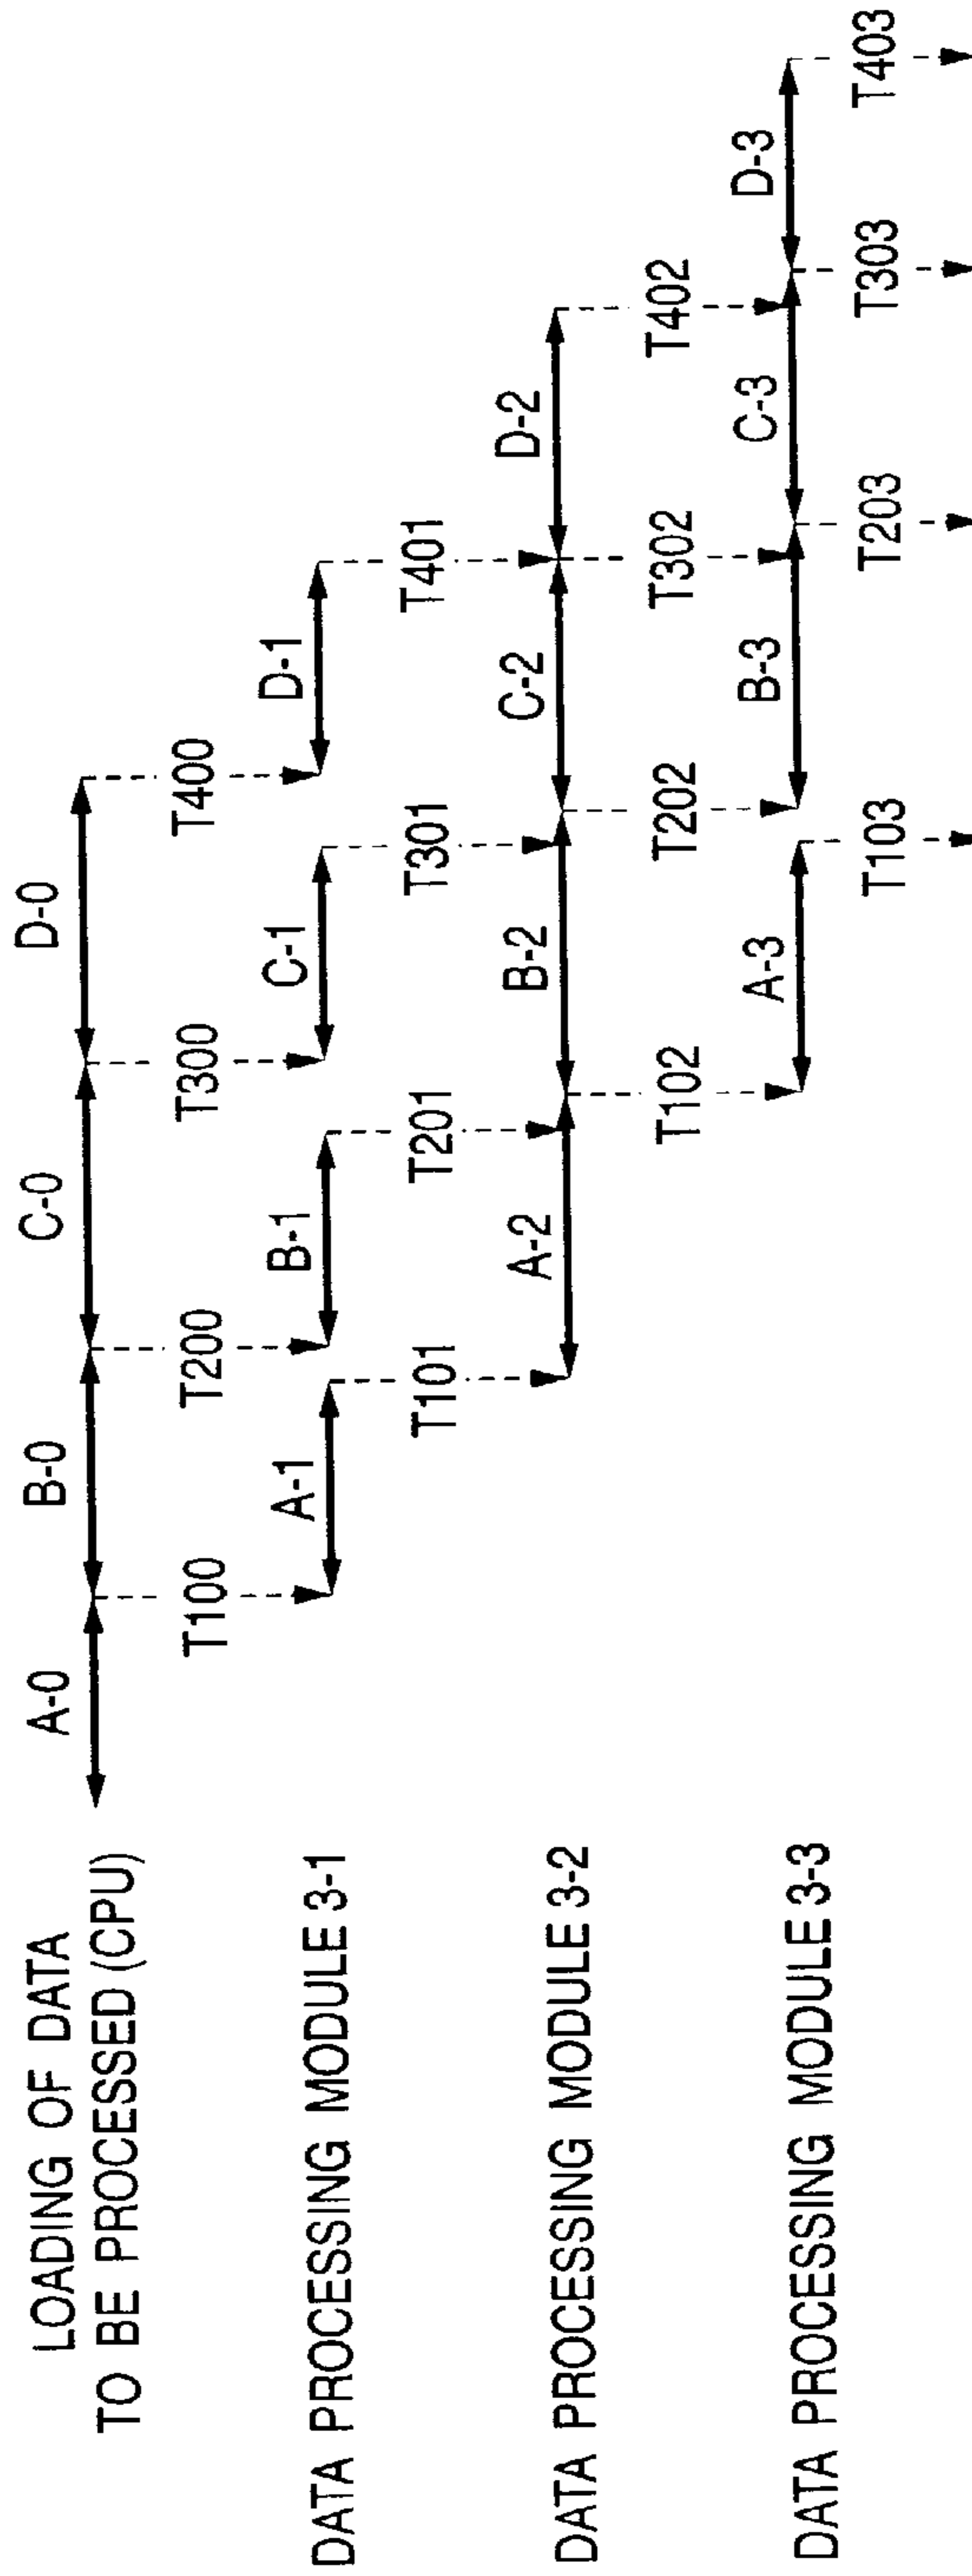 LOADING OF DATA
TO BE PROCESSED (CPU)
A-0
B-0
C-0
D-0
T100
T200
T300
T400
DATA PROCESSING MODULE 3-1
A-1
B-1
C-1
D-1
T101
T201
T301
T401
DATA PROCESSING MODULE 3-2
A-2
B-2
C-2
D-2
T102
T202
T302
T402
DATA PROCESSING MODULE 3-3
A-3
B-3
C-3
D-3
T103
T203
T303
T403